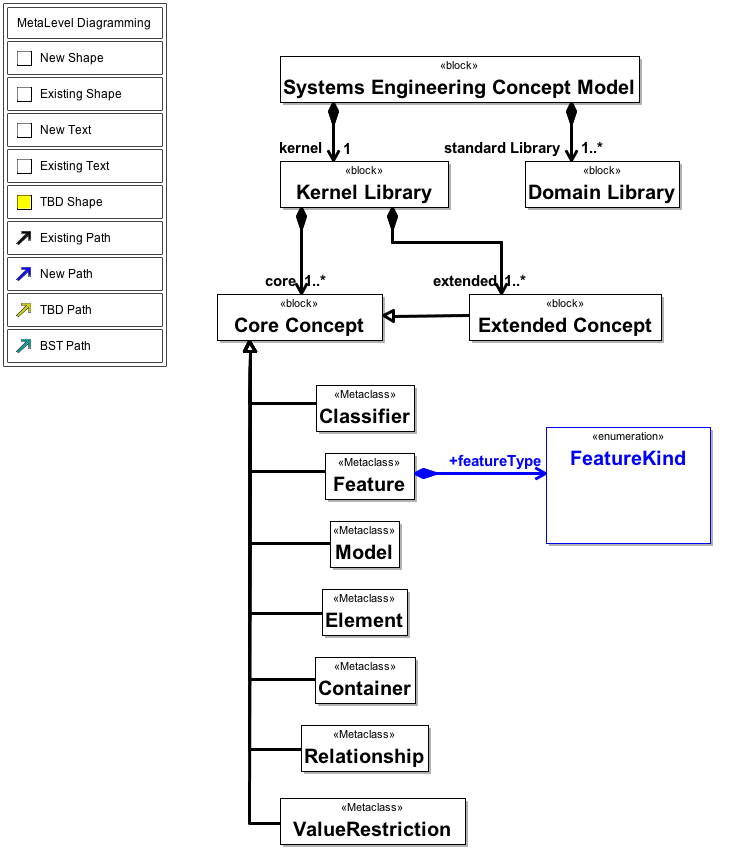 MetaLevel Diagramming
New Shape
Existing Shape
New Text
Existing Text
TBD Shape
Existing Path
New Path
TBD Path
BST Path
«block»
Systems Engineering Concept Model
kernel 1
standard Library 1..*
«block»
Kernel Library
«block»
Domain Library
core 1..*
extended 1..*
«block»
Core Concept
«block»
Extended Concept
«Metaclass»
Classifier
«Metaclass»
Feature
+featureType
«enumeration»
FeatureKind
«Metaclass»
Model
«Metaclass»
Element
«Metaclass»
Container
«Metaclass»
Relationship
«Metaclass»
ValueRestriction